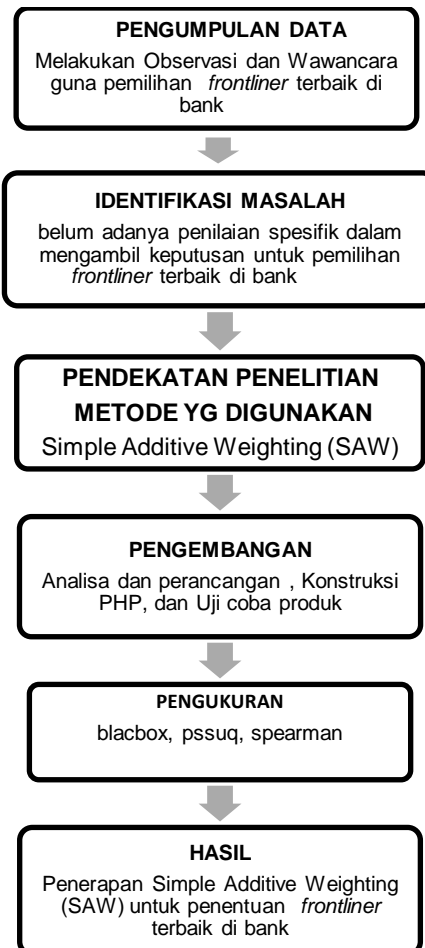 PENGUMPULAN DATA
Melakukan Observasi dan Wawancara
guna pemilihan frontliner terbaik di
bank
IDENTIFIKASI MASALAH
belum adanya penilaian spesifik dalam
mengambil keputusan untuk pemilihan
frontliner terbaik di bank
PENDEKATAN PENELITIAN
METODE YG DIGUNAKAN
Simple Additive Weighting (SAW)
PENGEMBANGAN
Analisa dan perancangan , Konstruksi
PHP, dan Uji coba produk
PENGUKURAN
blacbox, pssuq, spearman
HASIL
Penerapan Simple Additive Weighting
(SAW) untuk penentuan frontliner
terbaik di bank